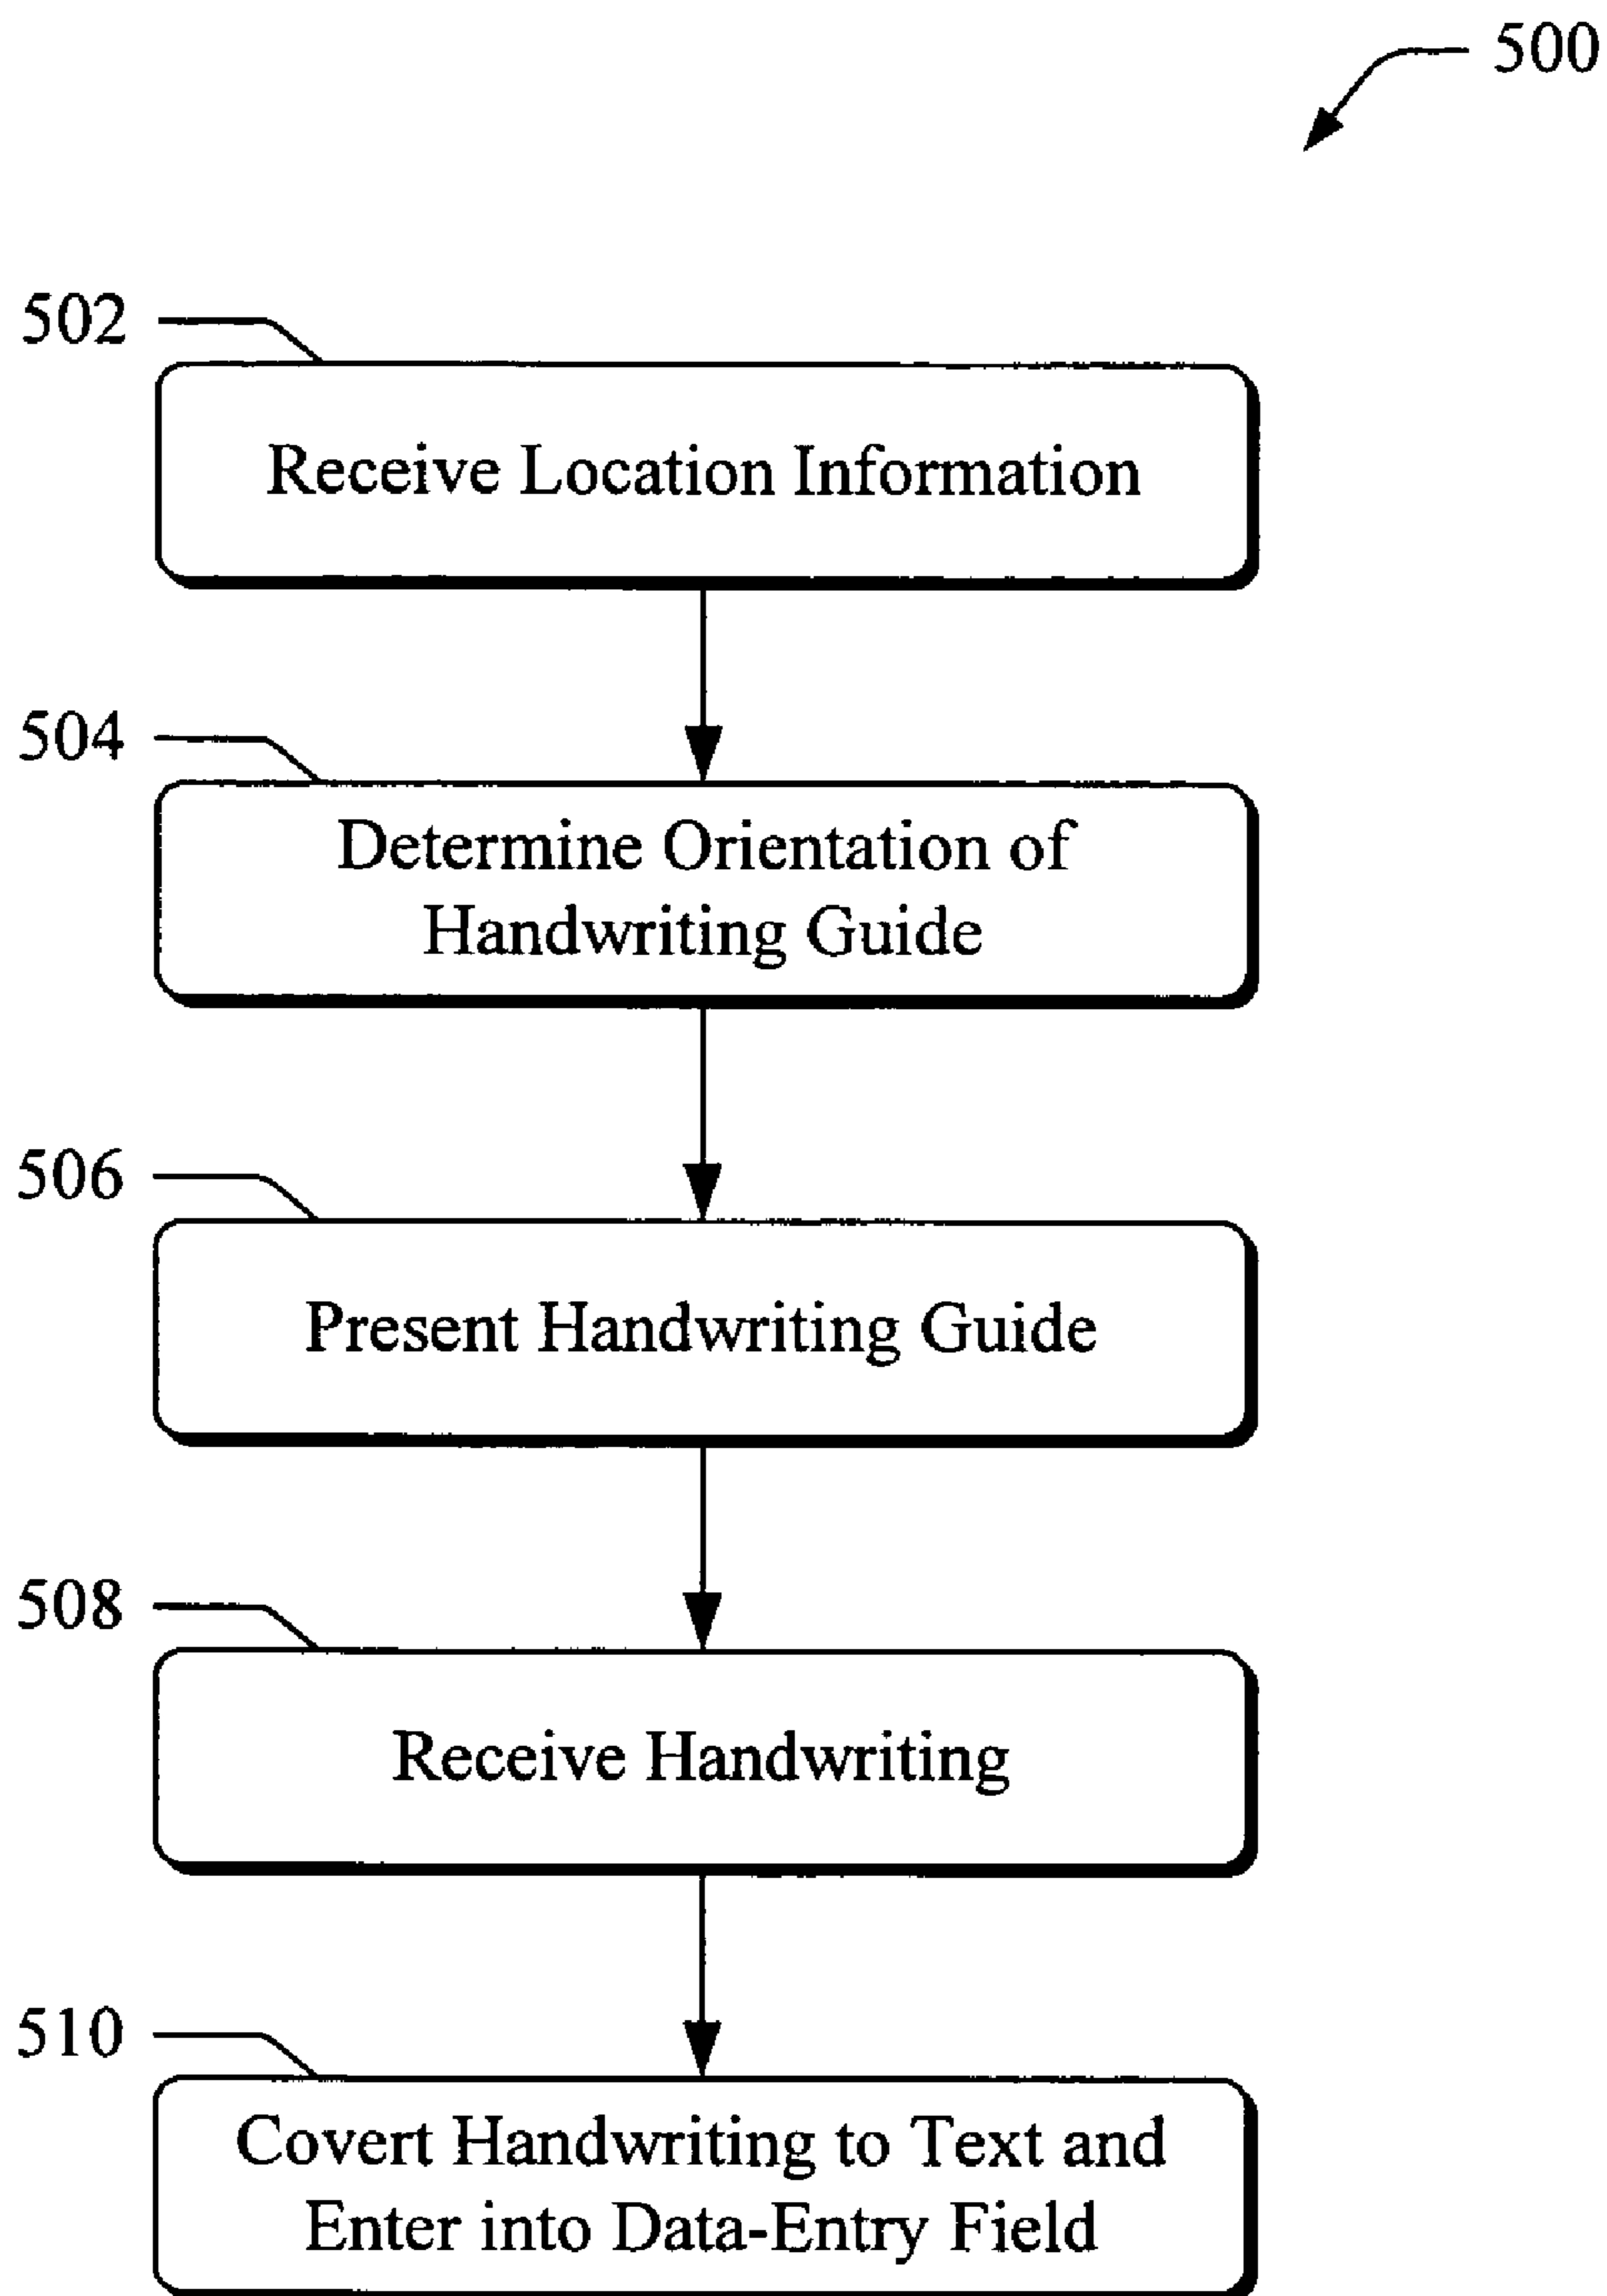 500
502
Receive Location Information
504
Determine Orientation of
Handwriting Guide
506
Present Handwriting Guide
508
Receive Handwriting
510
Covert Handwriting to Text and
Enter into Data-Entry Field